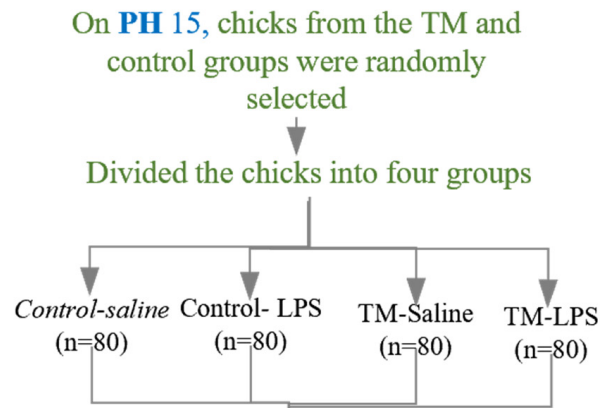 On PH 15, chicks from the TM and
control groups were randomly
selected
Divided the chicks into four groups
Control-saline Control- LPS TM-Saline TM-LPS
(n=80) (n=80) (n=80) (n=80)